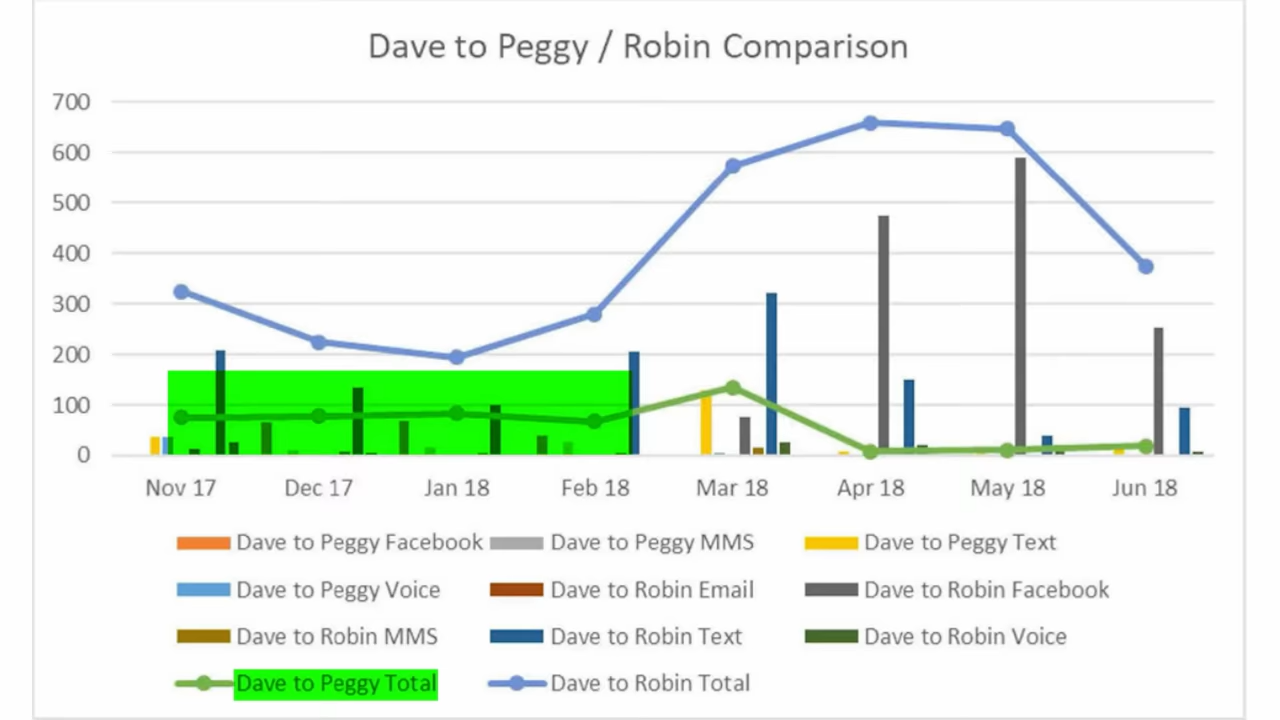 Dave to Peggy / Robin Comparison
700
600
500
400
300
200
100
0
Nov 17 Dec 17 Jan 18 Feb 18 Mar 18 Apr 18 May 18 Jun 18
Dave to Peggy Facebook Dave to Peggy MMS Dave to Peggy Text
Dave to Peggy Voice Dave to Robin Email Dave to Robin Facebook
Dave to Robin MMS Dave to Robin Text Dave to Robin Voice
Dave to Peggy Total Dave to Robin Total